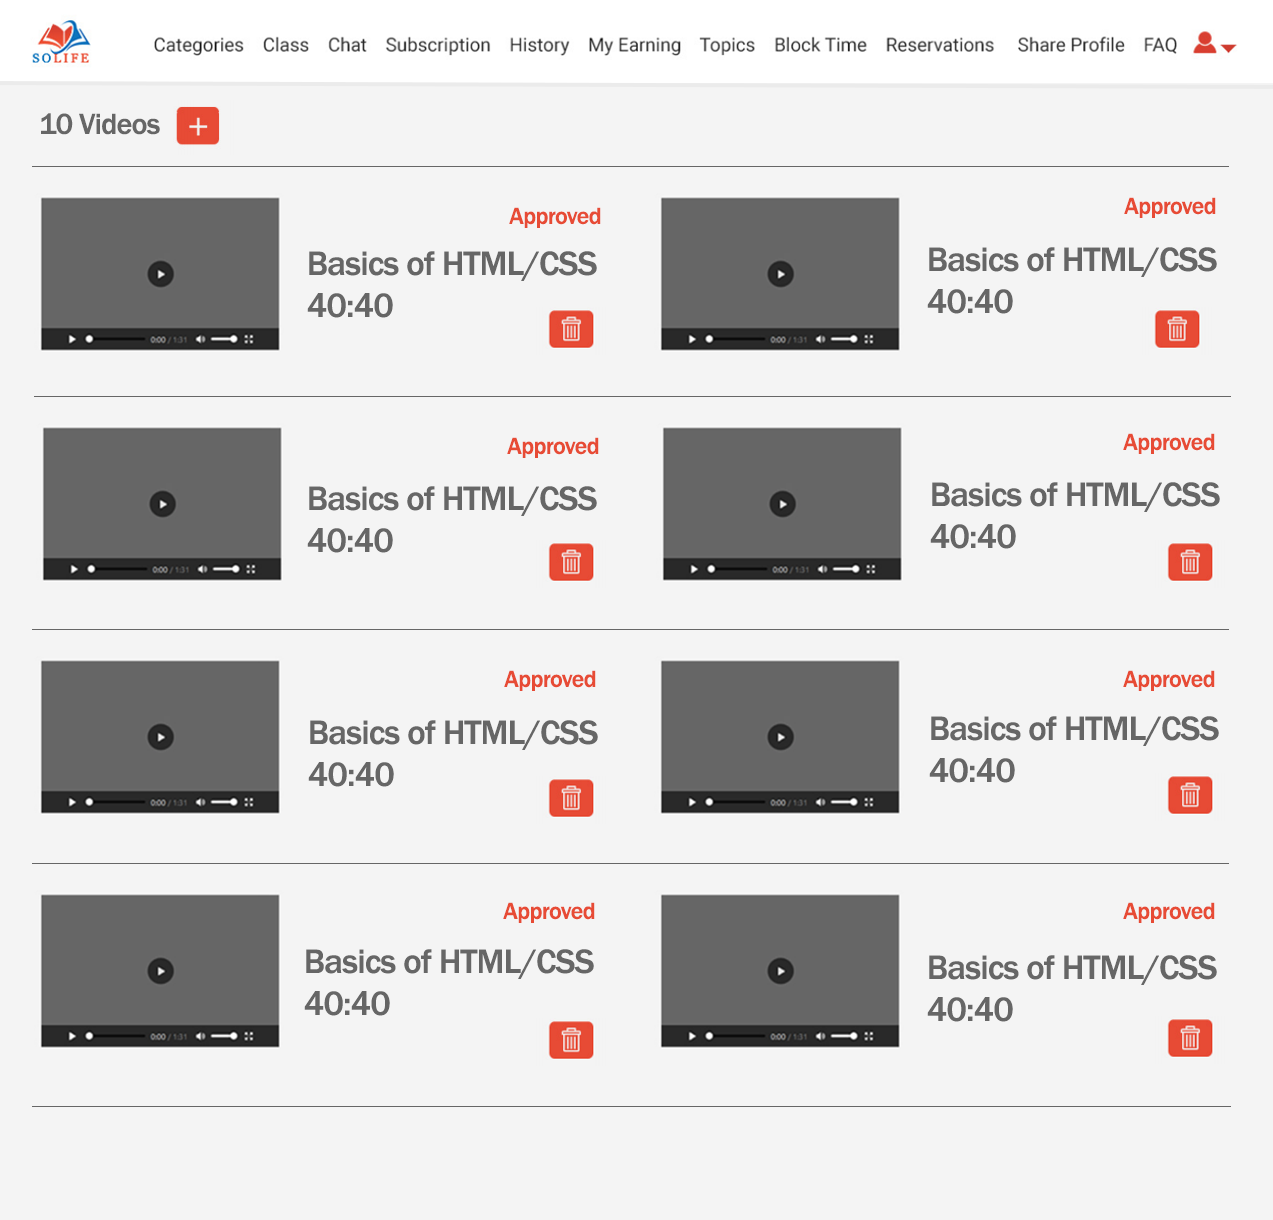 SOLIFE
Categories Class Chat Subscription History My Earning Topics Block Time Reservations Share Profile FAQ
10 Videos +
Approved
Basics of HTML/CSS
40:40
0:00 / 1:31
Approved
Basics of HTML/CSS
40:40
0:00 / 1:31
Approved
Basics of HTML/CSS
40:40
0:00 / 1:31
Approved
Basics of HTML/CSS
40:40
0:00 / 1:31
Approved
Basics of HTML/CSS
40:40
0:00 / 1:31
Approved
Basics of HTML/CSS
40:40
0:00 / 1:31
Approved
Basics of HTML/CSS
40:40
0:00 / 1:31
Approved
Basics of HTML/CSS
40:40
0:00 / 1:31